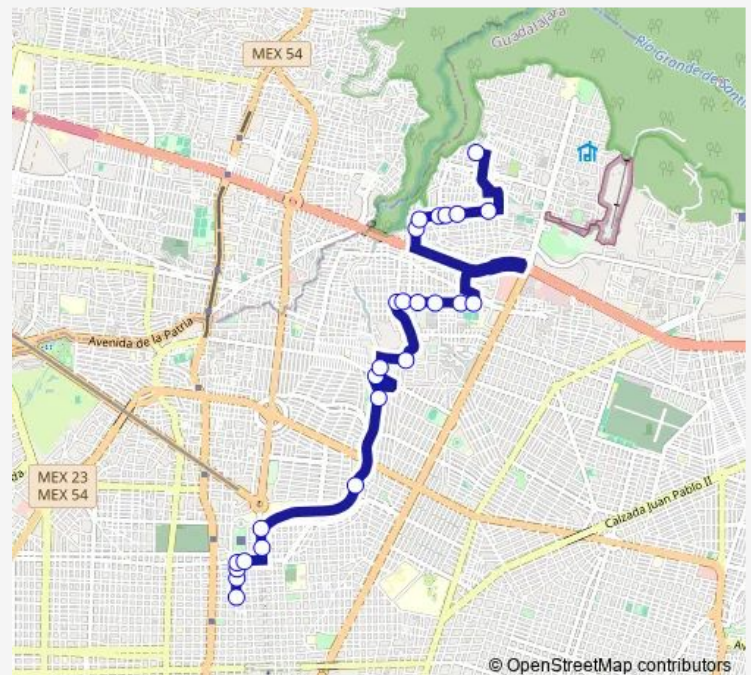 Guadalajara
Río Grande de Sant
MEX 54
Avenida de la Patria
MEX 23
MEX 54
Calzada Juan Pablo II
© OpenStreetMap contributors